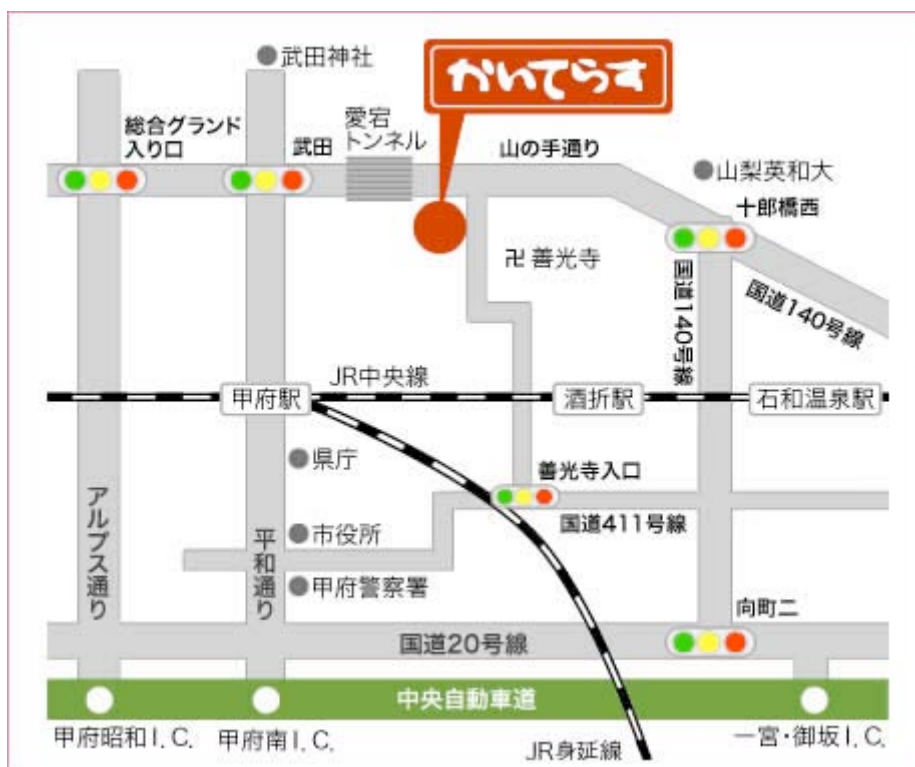 武田神社
かいてらす
総合グランド
入り口
武田
愛宕
トンネル
山の手通り
山梨英和大
十郎橋西
卍 善光寺
国道140号線
国道140号線
JR中央線
甲府駅
酒折駅
石和温泉駅
県庁
善光寺入口
国道411号線
アルプス通り
平和通り
市役所
甲府警察署
向町二
国道20号線
中央自動車道
甲府昭和I.C.
甲府南I.C.
一宮・御坂I.C.
JR身延線